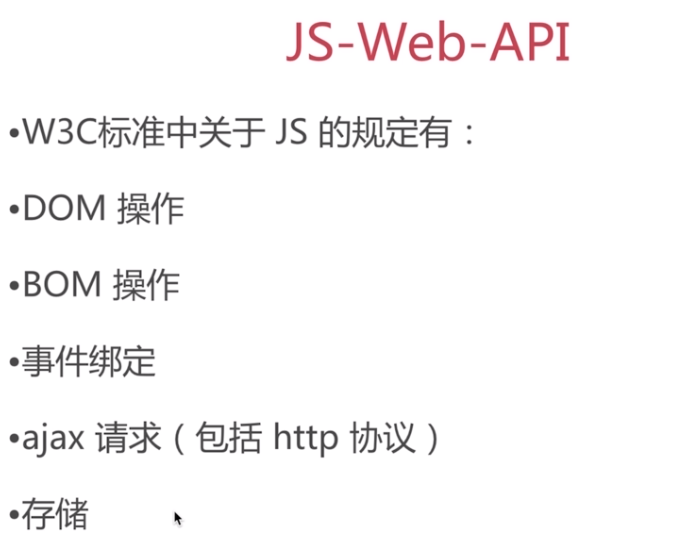 JS-Web-API
•W3C标准中关于 JS 的规定有：
•DOM 操作
•BOM 操作
•事件绑定
•ajax 请求（包括 http 协议）
•存储